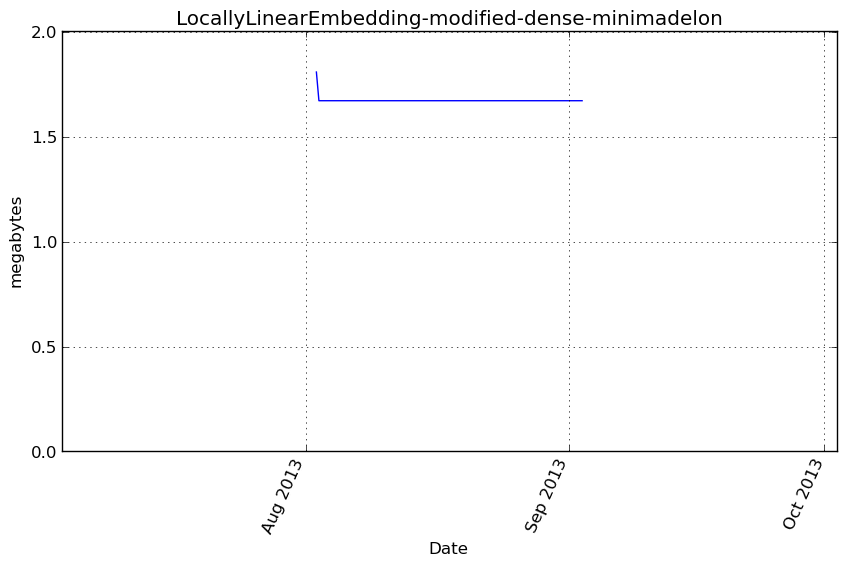 LocallyLinearEmbedding-modified-dense-minimadelon
2.0
1.5
1.0
0.5
0.0
megabytes
Aug 2013
Sep 2013
Oct 2013
Date